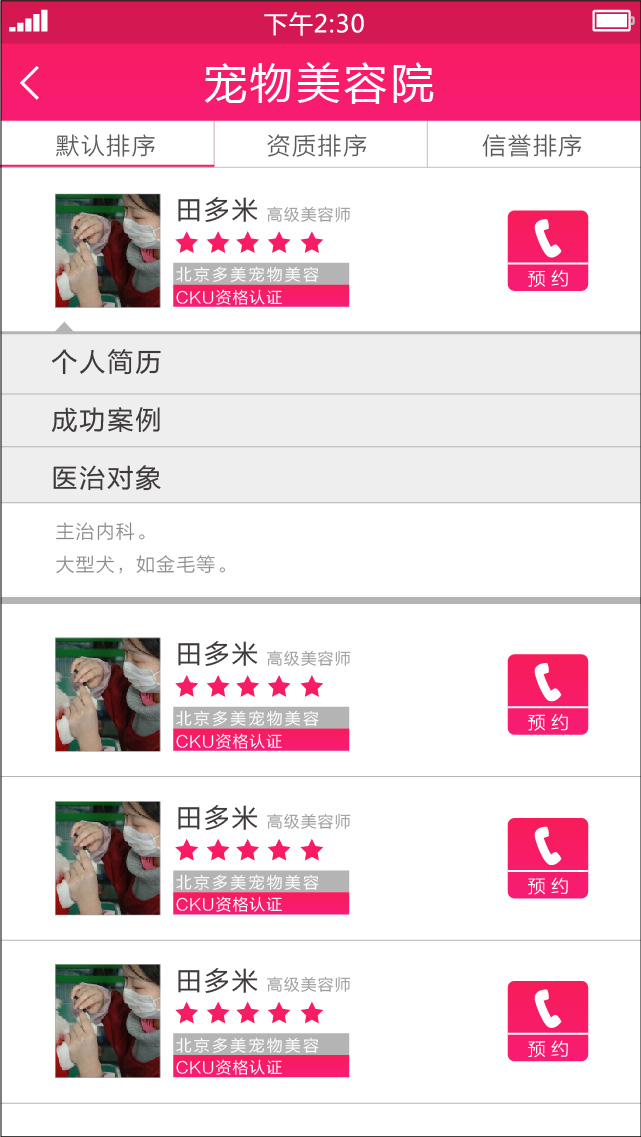 下午2:30
宠物美容院
默认排序 资质排序 信誉排序
田多米 高级美容师
北京多美宠物美容
CKU资格认证
预约
个人简历
成功案例
医治对象
主治内科。
大型犬，如金毛等。
田多米 高级美容师
北京多美宠物美容
CKU资格认证
预约
田多米 高级美容师
北京多美宠物美容
CKU资格认证
预约
田多米 高级美容师
北京多美宠物美容
CKU资格认证
预约